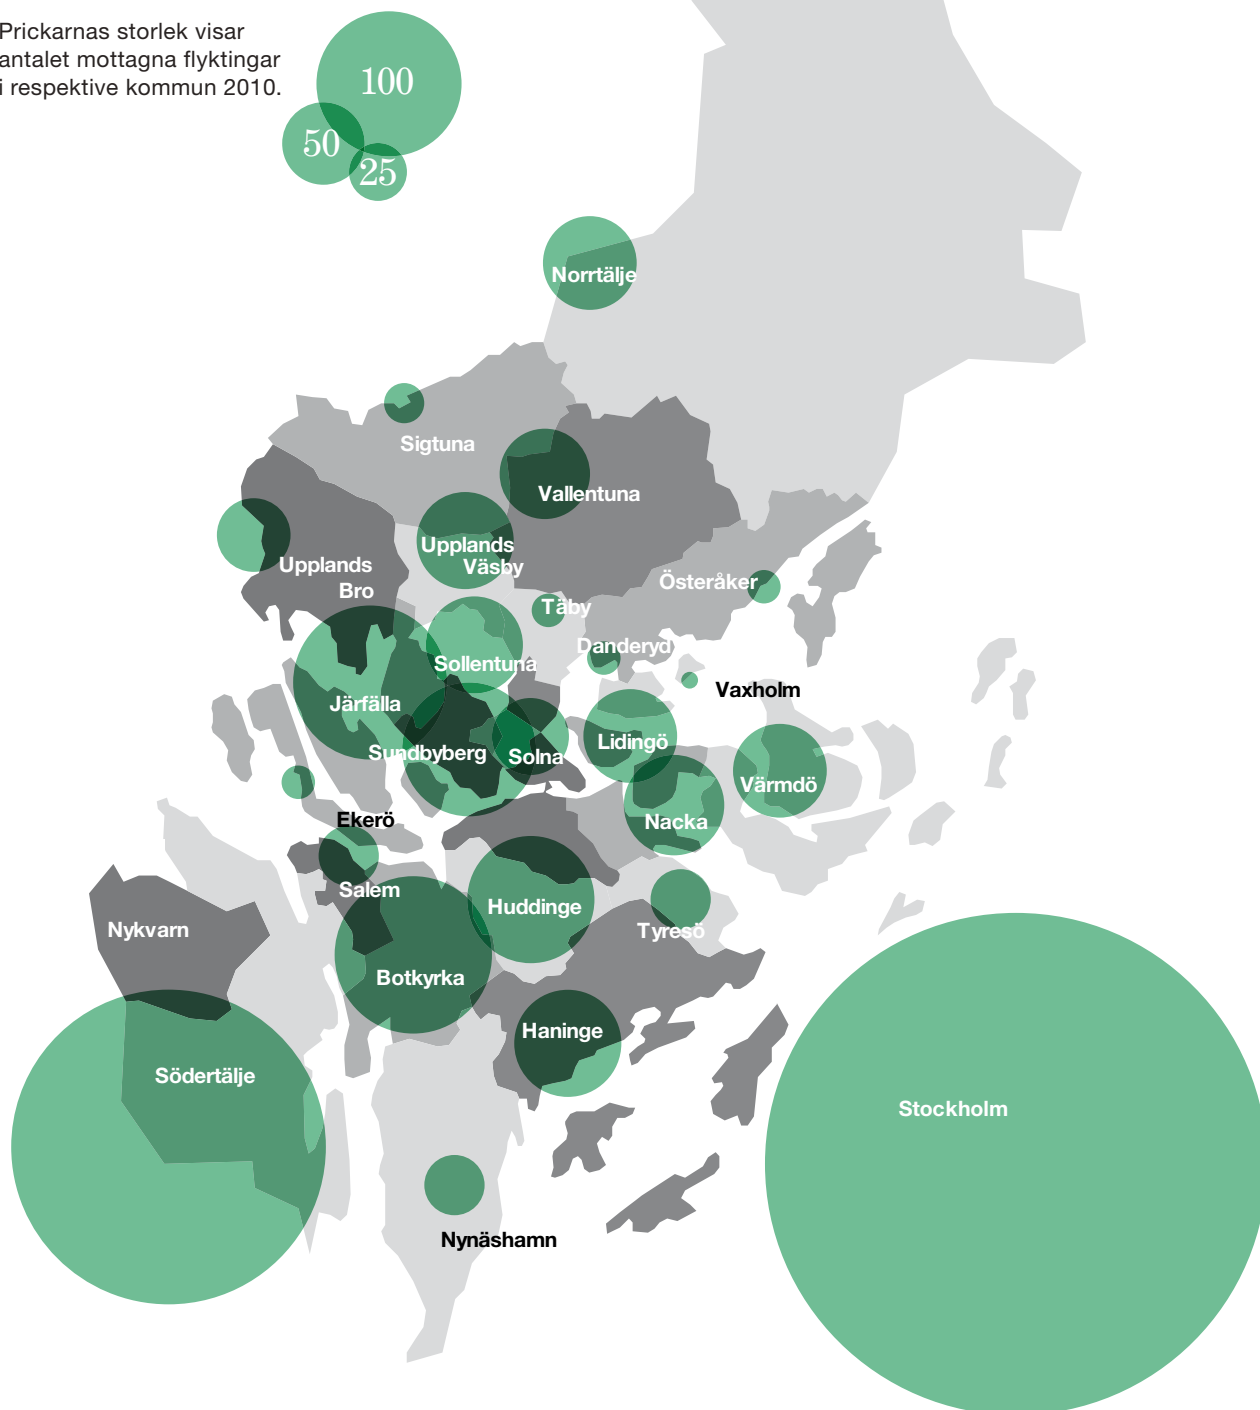 Prickarnas storlek visar
antalet mottagna flyktingar
i respektive kommun 2010.
100
50
25
Norrtälje
Sigtuna
Vallentuna
Upplands
Väsby
Upplands
Bro
Österåker
Täby
Danderyd
Sollentuna
Vaxholm
Järfälla
Sundbyberg
Solna
Lidingö
Värmdö
Nacka
Ekerö
Salem
Huddinge
Tyresö
Nykvarn
Botkyrka
Haninge
Södertälje
Stockholm
Nynäshamn